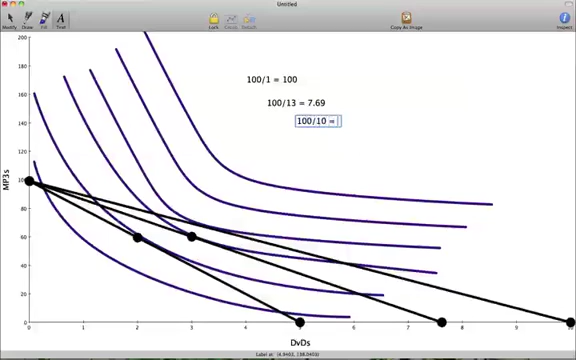 Untitled
Modify Draw Fill Text Lock Copy As Image Inspect
200
180
160
140
120
100
80
60
40
20
0
MP3s
100/1 = 100
100/13 = 7.69
100/10 =
0 1 2 3 4 6 7 8 9
DvDs